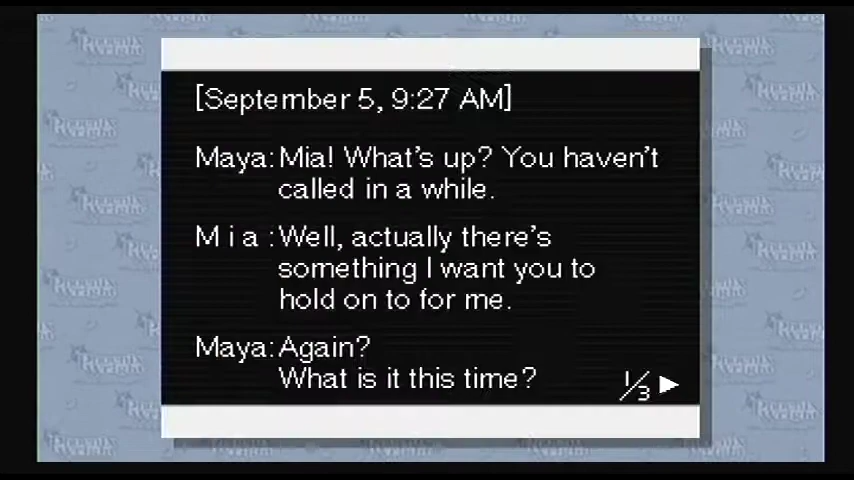 [September 5, 9:27 AM]
Maya: Mia! What's up? You haven't
called in a while.
Mia : Well, actually there's
something I want you to
hold on to for me.
Maya: Again?
What is it this time?
1/3